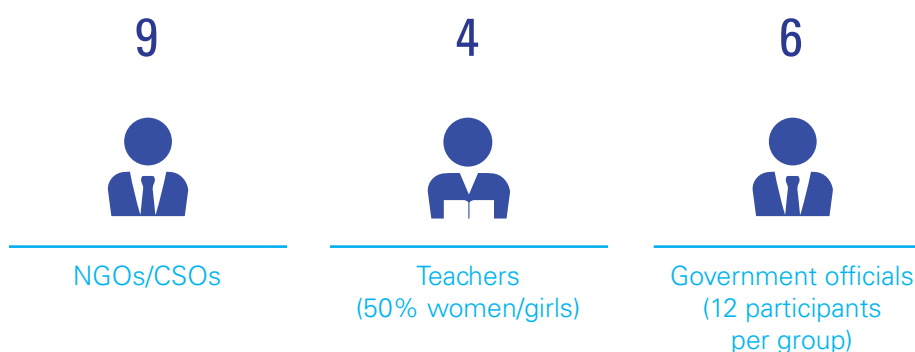 9
4
6
NGOs/CSOs
Teachers
(50% women/girls)
Government officials
(12 participants
per group)